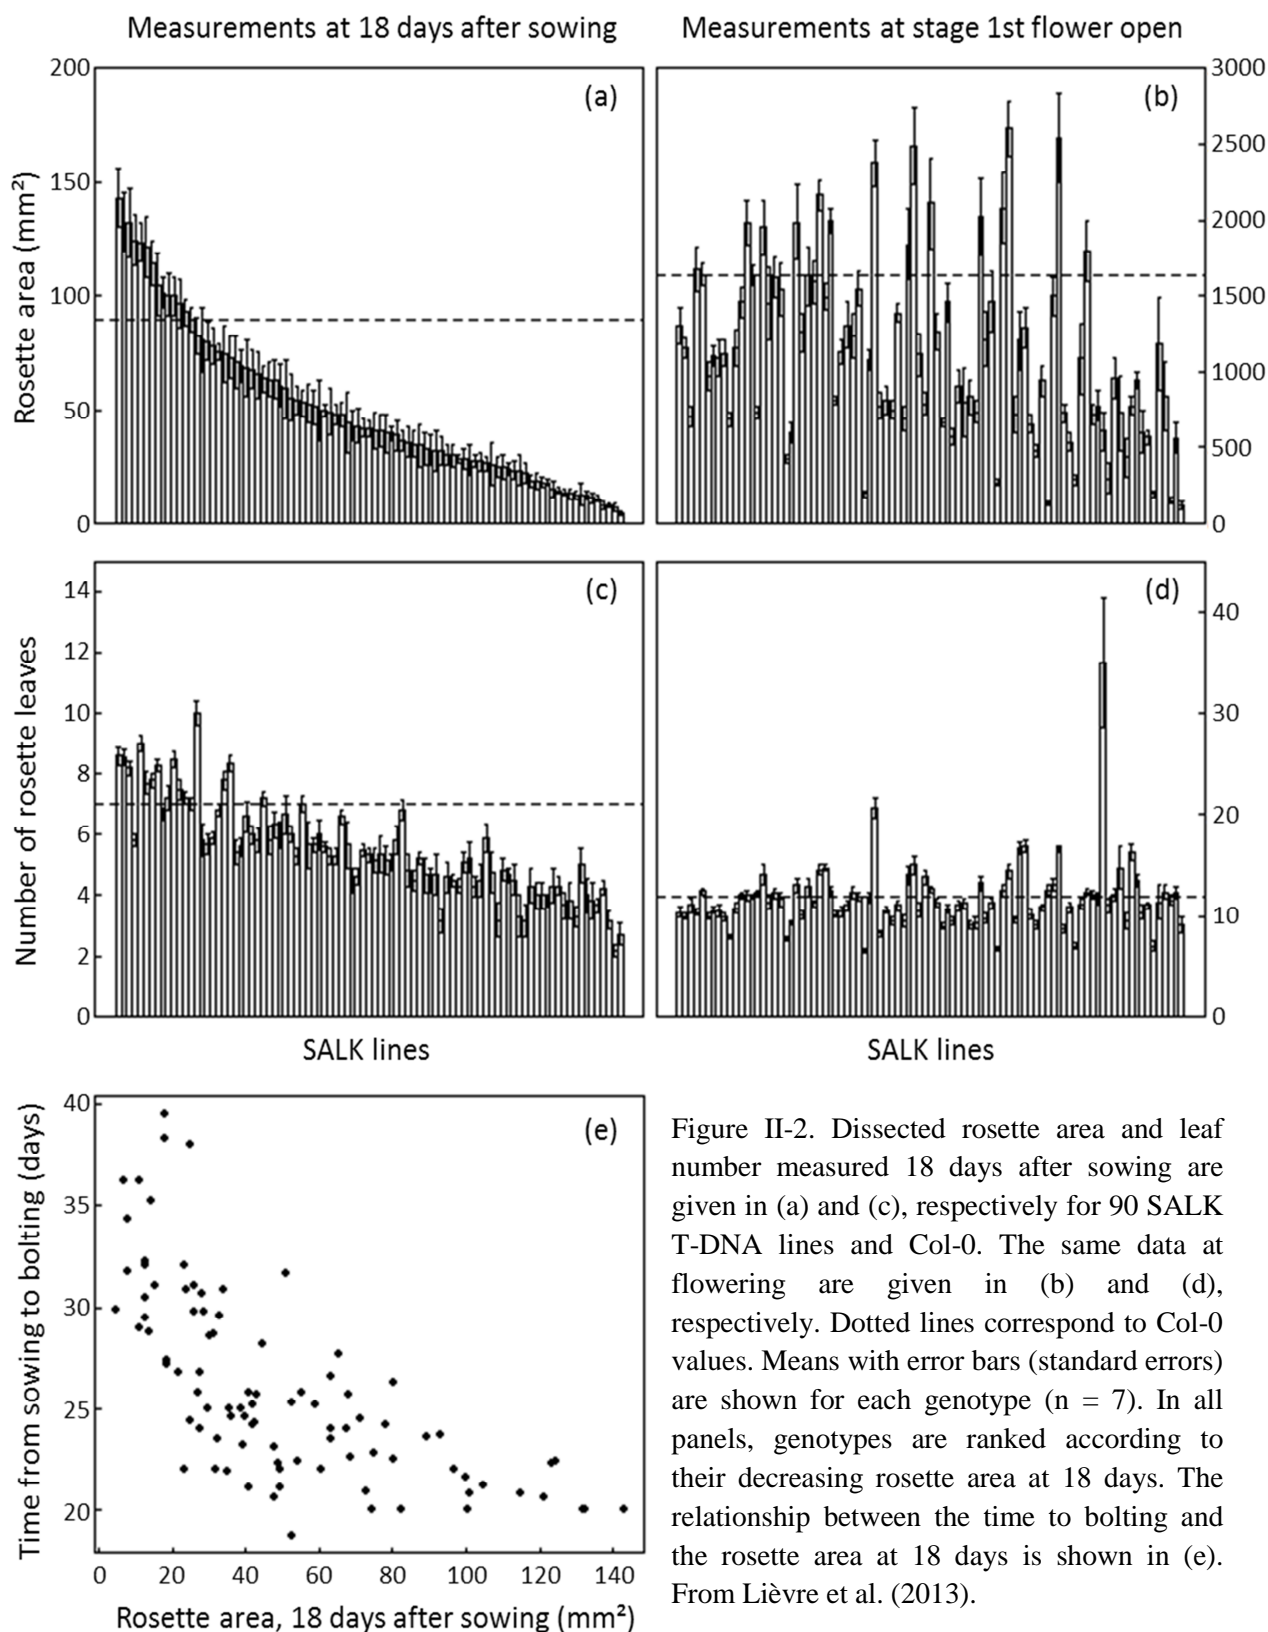 Measurements at 18 days after sowing
Measurements at stage 1st flower open
Rosette area (mm²)
200
150
100
50
0
(a)
(b)
3000
2500
2000
1500
1000
500
0
Number of rosette leaves
14
12
10
8
6
4
2
0
(c)
(d)
40
30
20
10
0
SALK lines
SALK lines
Time from sowing to bolting (days)
40
35
30
25
20
(e)
0 20 40 60 80 100 120 140
Rosette area, 18 days after sowing (mm²)
Figure II-2. Dissected rosette area and leaf
number measured 18 days after sowing are
given in (a) and (c), respectively for 90 SALK
T-DNA lines and Col-0. The same data at
flowering are given in (b) and (d),
respectively. Dotted lines correspond to Col-0
values. Means with error bars (standard errors)
are shown for each genotype (n = 7). In all
panels, genotypes are ranked according to
their decreasing rosette area at 18 days. The
relationship between the time to bolting and
the rosette area at 18 days is shown in (e).
From Lièvre et al. (2013).